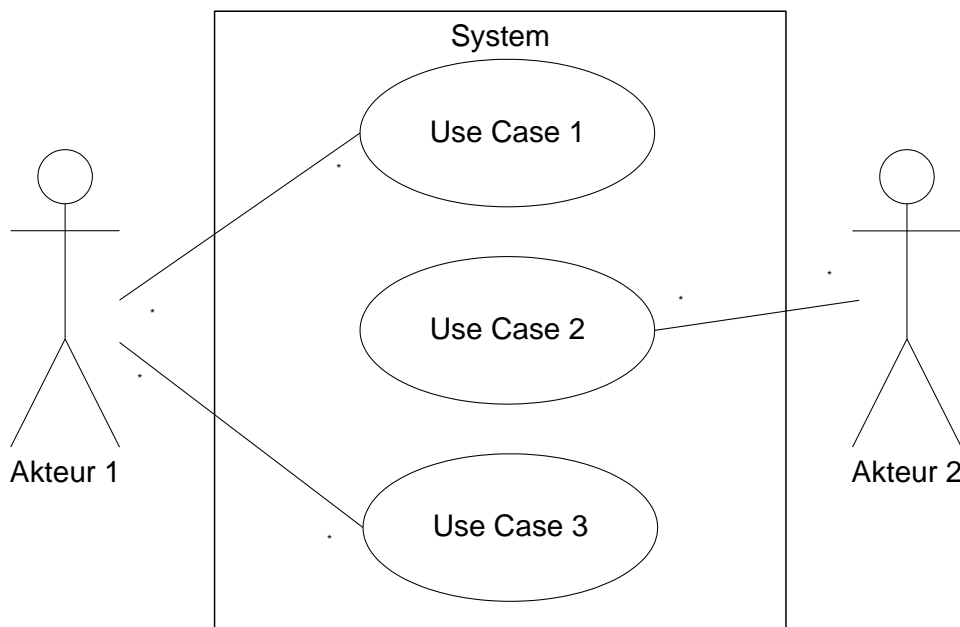 System
Use Case 1
*
*
*
*
Use Case 2
*
Akteur 1
Akteur 2
Use Case 3
*